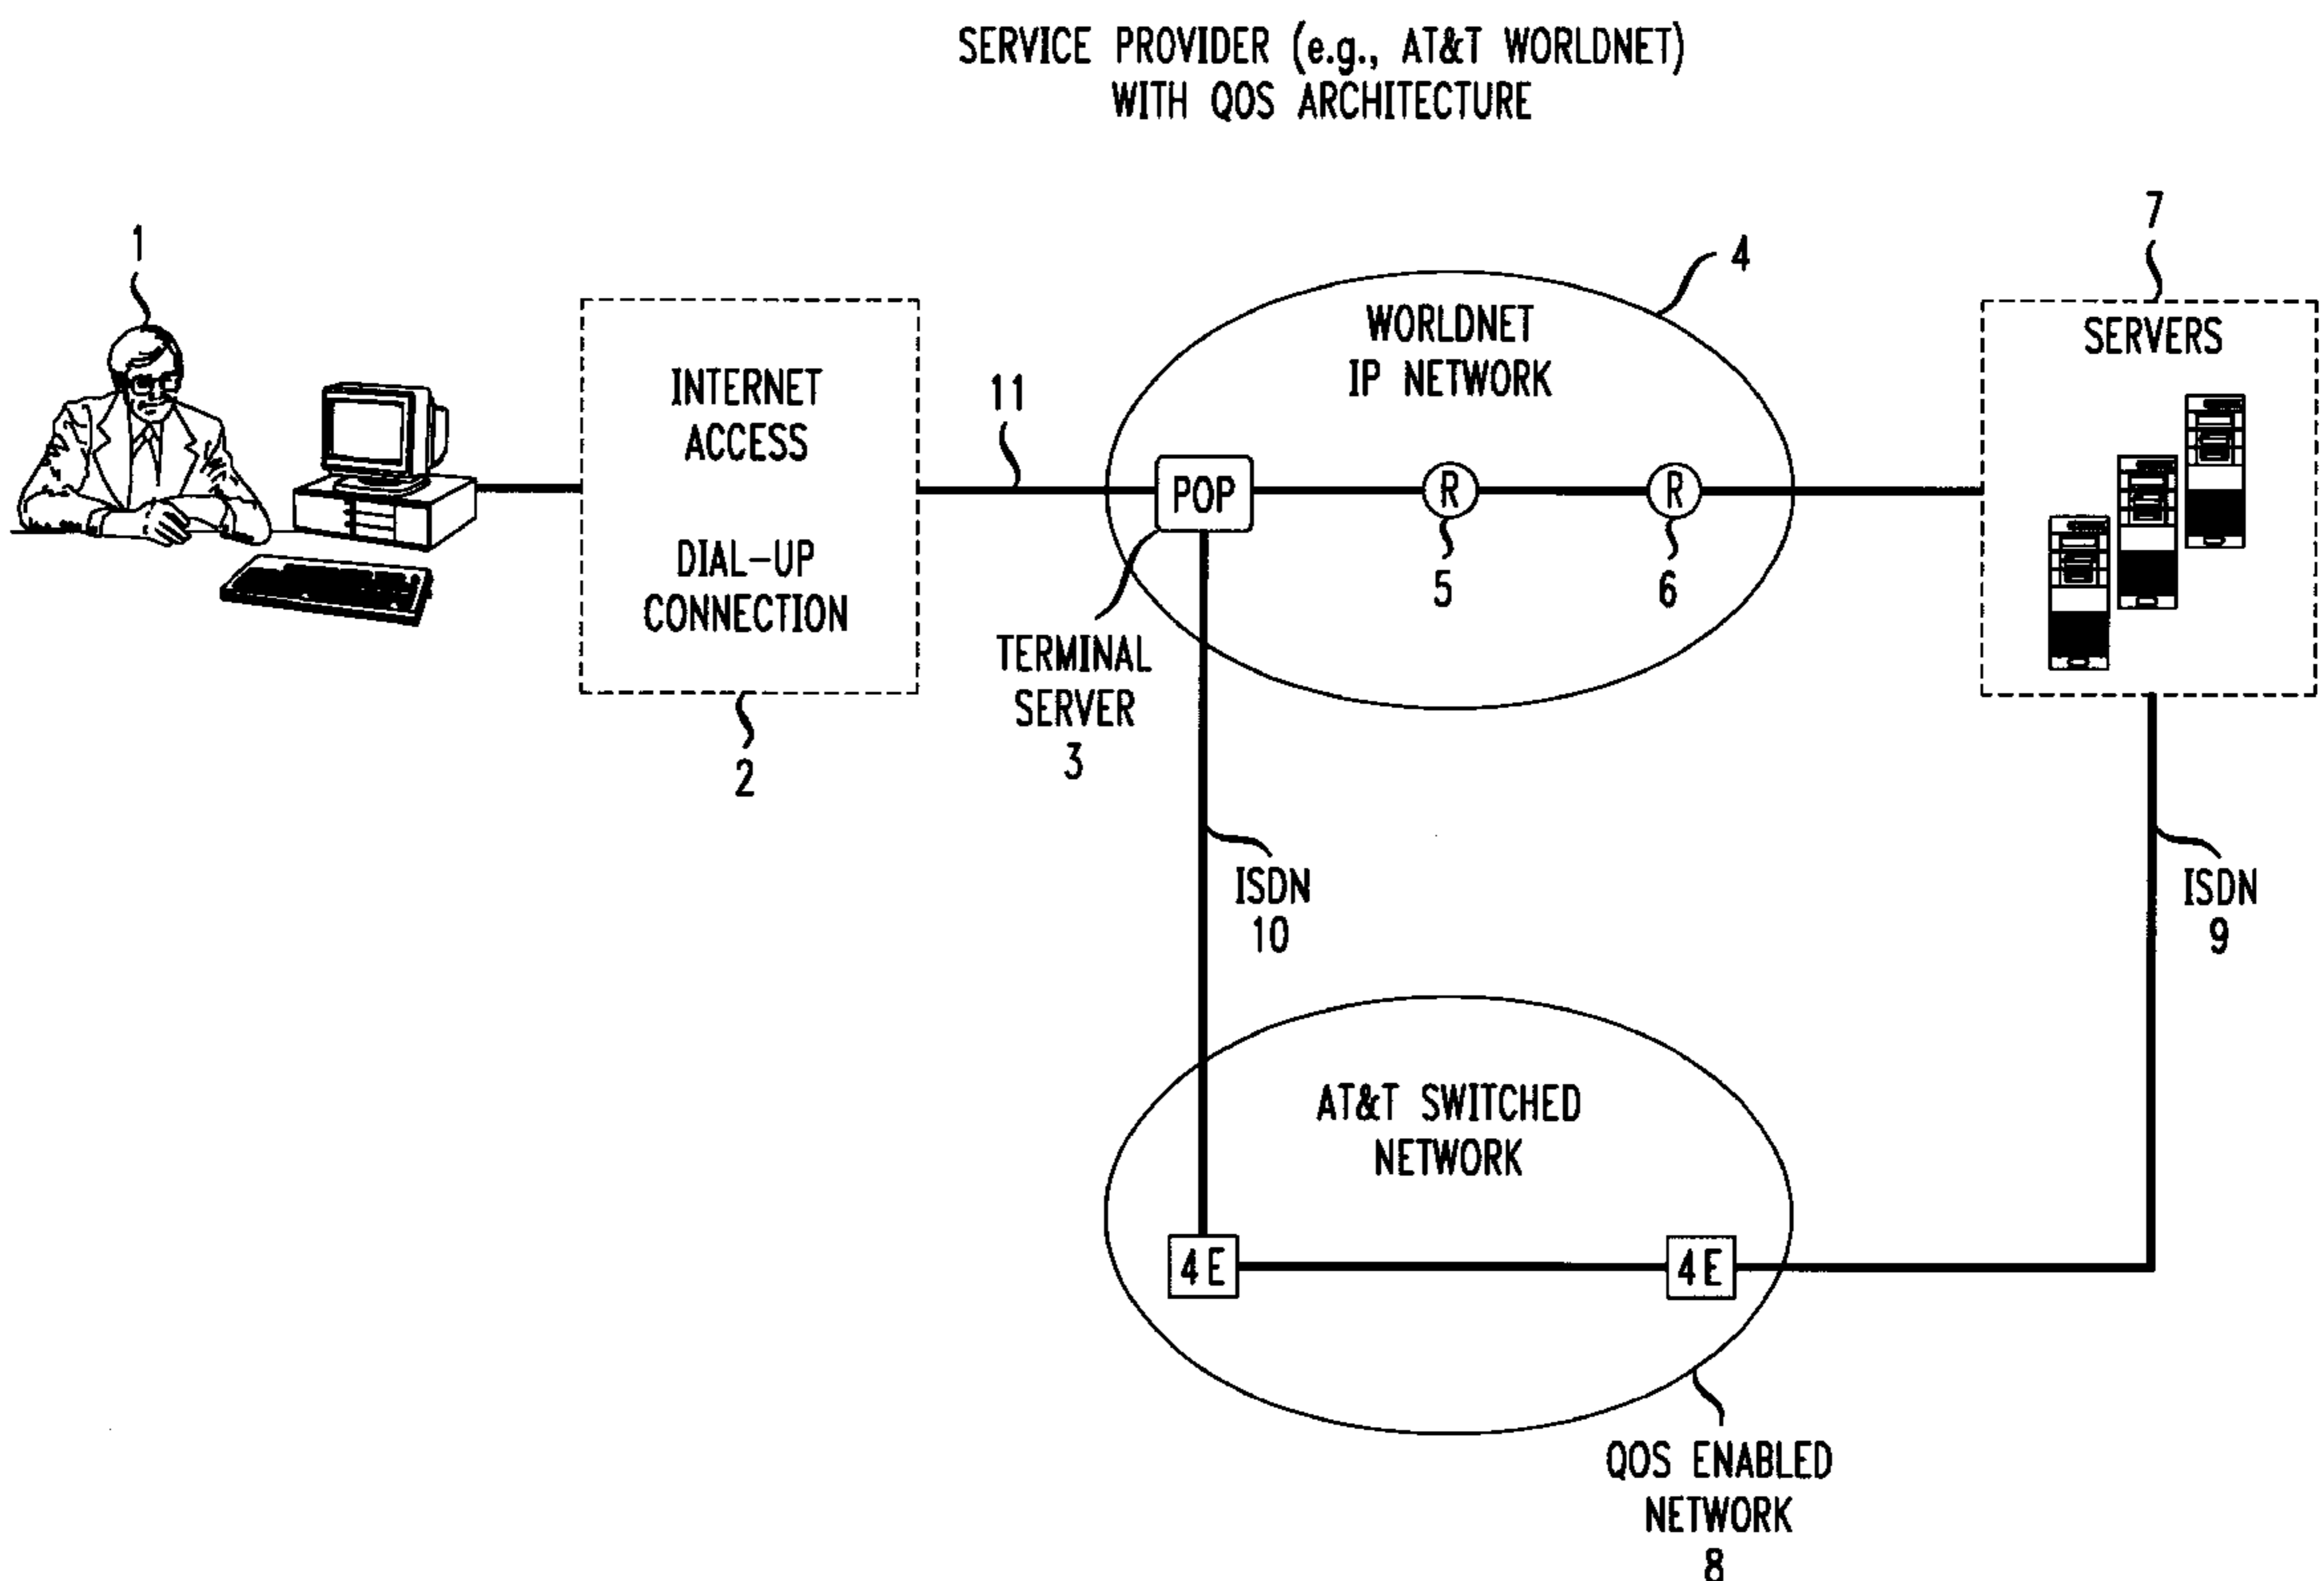 SERVICE PROVIDER (e.g., AT&T WORLDNET)
WITH QOS ARCHITECTURE
1
INTERNET
ACCESS
DIAL-UP
CONNECTION
2
11
WORLDNET
IP NETWORK
4
POP
R
R
5
6
TERMINAL
SERVER
3
7
SERVERS
ISDN
10
ISDN
9
AT&T SWITCHED
NETWORK
4E
4E
QOS ENABLED
NETWORK
8